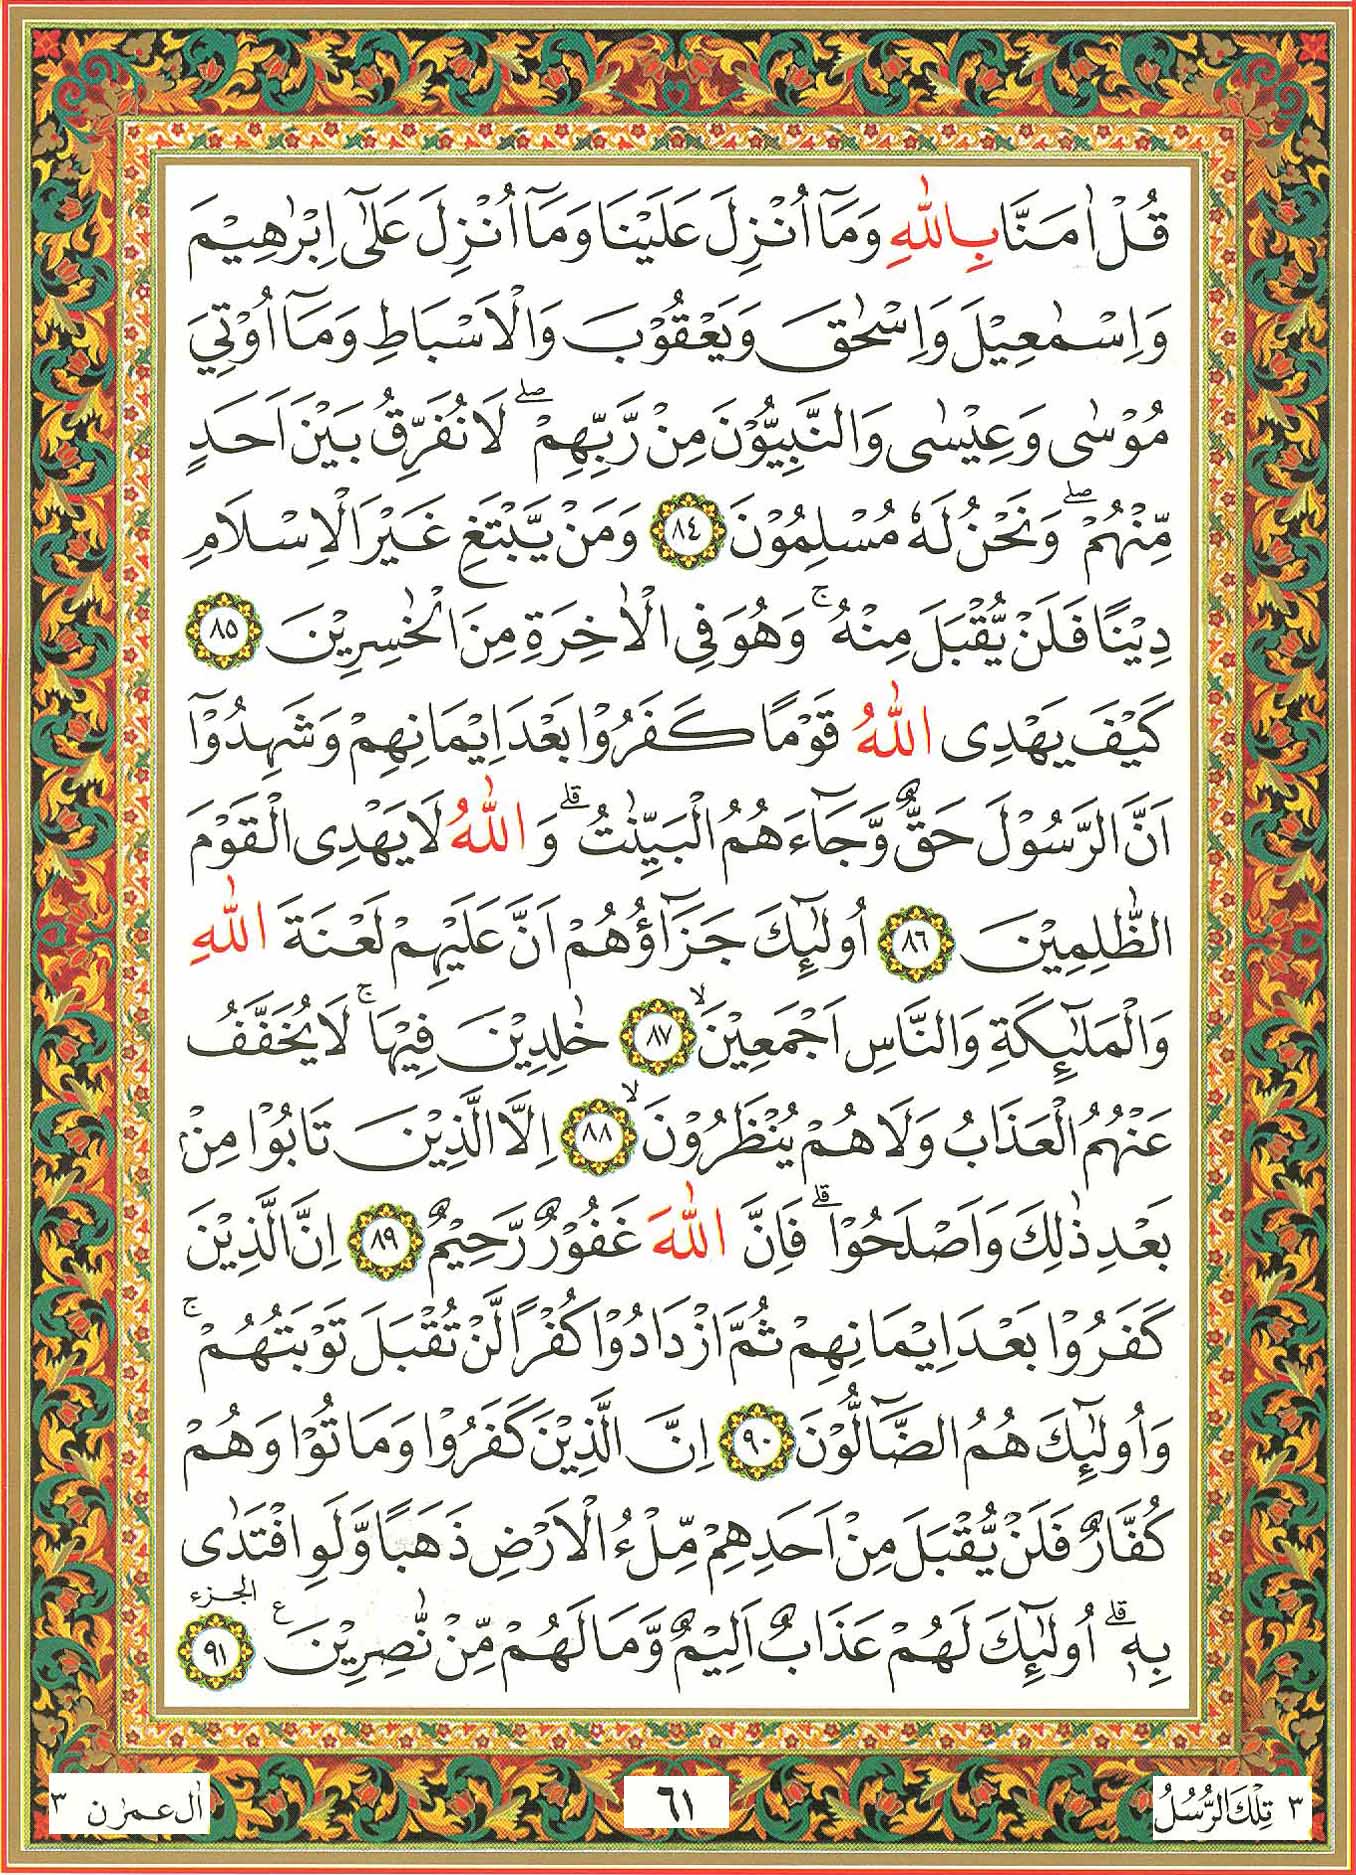 قُلْ اٰمَنَّا بِاللّٰهِ وَمَآ اُنْزِلَ عَلَيْنَا وَمَآ اُنْزِلَ عَلٰٓى اِبْرٰهِيْمَ
وَاِسْمٰعِيْلَ وَاِسْحٰقَ وَيَعْقُوْبَ وَالْاَسْبَاطِ وَمَآ اُوْتِيَ
مُوْسٰى وَعِيْسٰى وَالنَّبِيُّوْنَ مِنْ رَّبِّهِمْ ۖ لَا نُفَرِّقُ بَيْنَ اَحَدٍ
مِّنْهُمْ ۖ وَنَحْنُ لَهٗ مُسْلِمُوْنَ ٨٤ وَمَنْ يَّبْتَغِ غَيْرَ الْاِسْلَامِ
دِيْنًا فَلَنْ يُّقْبَلَ مِنْهُ ۚ وَهُوَ فِى الْاٰخِرَةِ مِنَ الْخٰسِرِيْنَ ٨٥
كَيْفَ يَهْدِى اللّٰهُ قَوْمًا كَفَرُوْا بَعْدَ اِيْمَانِهِمْ وَشَهِدُوْٓا
اَنَّ الرَّسُوْلَ حَقٌّ وَّجَآءَهُمُ الْبَيِّنٰتُ ۗ وَاللّٰهُ لَا يَهْدِى الْقَوْمَ
الظّٰلِمِيْنَ ٨٦ اُولٰٓئِكَ جَزَآؤُهُمْ اَنَّ عَلَيْهِمْ لَعْنَةَ اللّٰهِ
وَالْمَلٰٓئِكَةِ وَالنَّاسِ اَجْمَعِيْنَ ۙ ٨٧ خٰلِدِيْنَ فِيْهَا ۚ لَا يُخَفَّفُ
عَنْهُمُ الْعَذَابُ وَلَا هُمْ يُنْظَرُوْنَ ۙ ٨٨ اِلَّا الَّذِيْنَ تَابُوْا مِنْ
بَعْدِ ذٰلِكَ وَاَصْلَحُوْا ۗ فَاِنَّ اللّٰهَ غَفُوْرٌ رَّحِيْمٌ ٨٩ اِنَّ الَّذِيْنَ
كَفَرُوْا بَعْدَ اِيْمَانِهِمْ ثُمَّ ازْدَادُوْا كُفْرًا لَّنْ تُقْبَلَ تَوْبَتُهُمْ ۚ
وَاُولٰٓئِكَ هُمُ الضَّآلُّوْنَ ٩٠ اِنَّ الَّذِيْنَ كَفَرُوْا وَمَاتُوْا وَهُمْ
كُفَّارٌ فَلَنْ يُّقْبَلَ مِنْ اَحَدِهِمْ مِّلْءُ الْاَرْضِ ذَهَبًا وَّلَوِ افْتَدٰى
بِهٖ ۗ اُولٰٓئِكَ لَهُمْ عَذَابٌ اَلِيْمٌ وَّمَا لَهُمْ مِّنْ نّٰصِرِيْنَ ع ٩١ الجزء
٣ تِلْكَ الرُّسُلُ
٦١
اٰل عمرٰن ٣